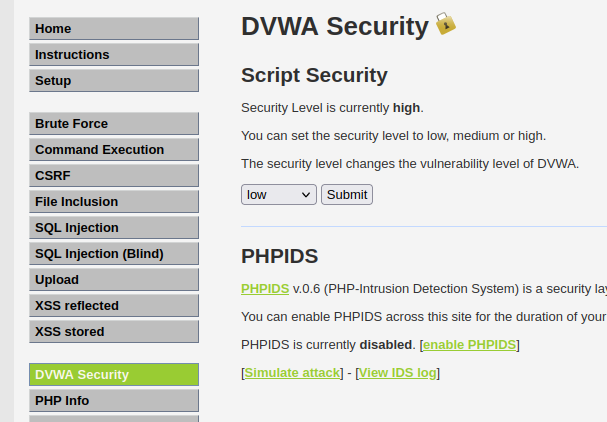 Home
Instructions
Setup
Brute Force
Command Execution
CSRF
File Inclusion
SQL Injection
SQL Injection (Blind)
Upload
XSS reflected
XSS stored
DVWA Security
PHP Info
DVWA Security
Script Security
Security Level is currently high.
You can set the security level to low, medium or high.
The security level changes the vulnerability level of DVWA.
low Submit
PHPIDS
PHPIDS v.0.6 (PHP-Intrusion Detection System) is a security
You can enable PHPIDS across this site for the duration of your
PHPIDS is currently disabled. [enable PHPIDS]
[Simulate attack] - [View IDS log]